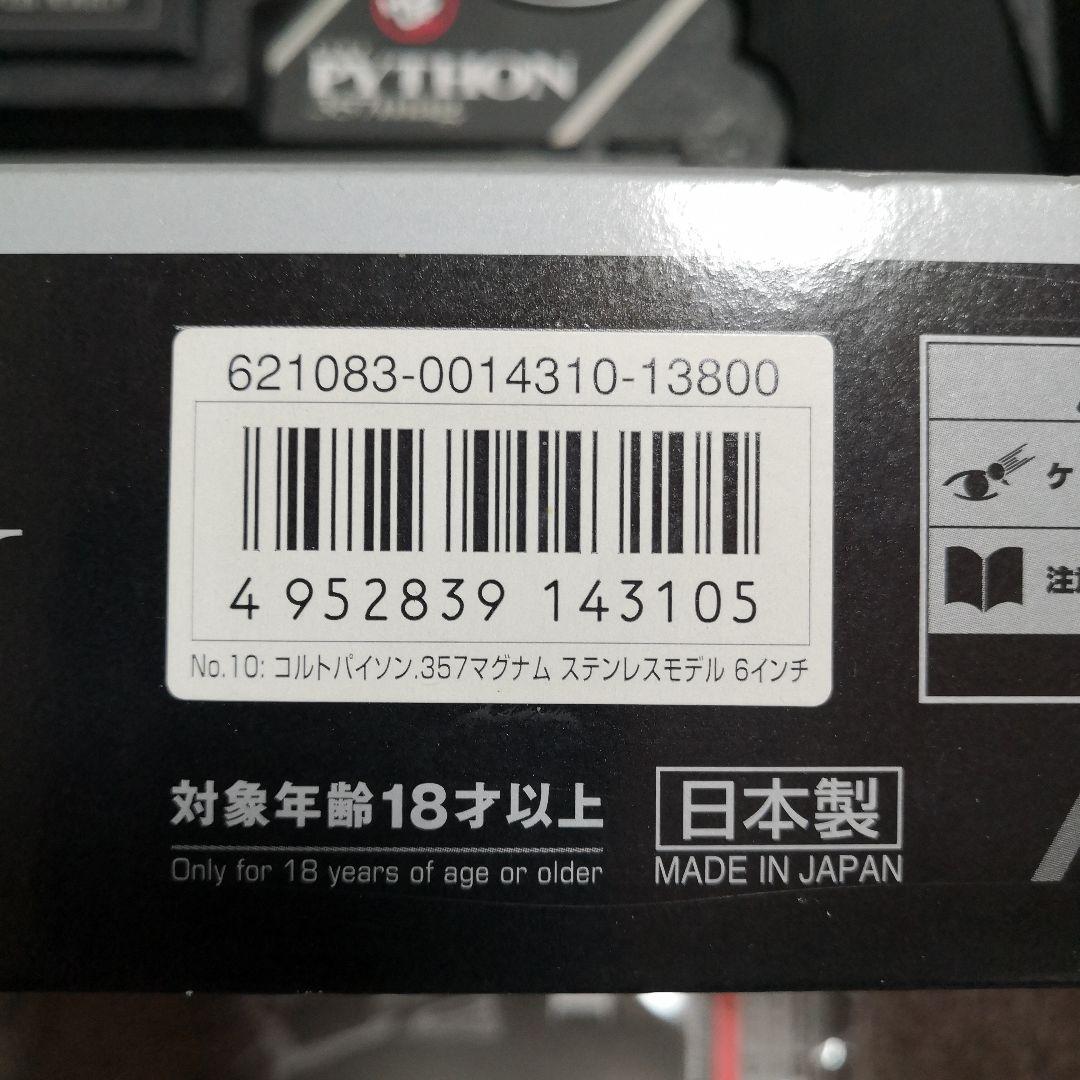 PYTHON
621083-0014310-13800
4 952839 143105
No.10: コルトパイソン.357マグナム ステンレスモデル 6インチ
ケ
注
対象年齢18才以上
Only for 18 years of age or older
日本製
MADE IN JAPAN